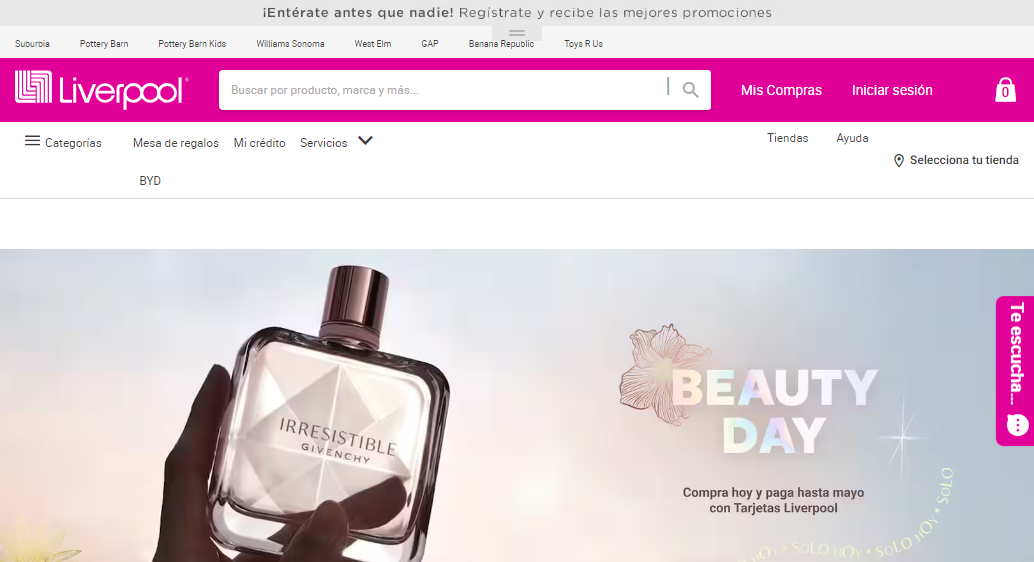 ¡Entérate antes que nadie! Regístrate y recibe las mejores promociones
Suburbia Pottery Barn Pottery Barn Kids Williams Sonoma West Elm GAP Banana Republic Toys R Us
Liverpool®
Buscar por producto, marca y más...
Mis Compras Iniciar sesión 0
Categorías Mesa de regalos Mi crédito Servicios Tiendas Ayuda
Selecciona tu tienda
BYD
Te escucha...
IRRESISTIBLE
GIVENCHY
BEAUTY
DAY
Compra hoy y paga hasta mayo
con Tarjetas Liverpool
HOY • SOLO HOY • SOLO HOY • SOLO